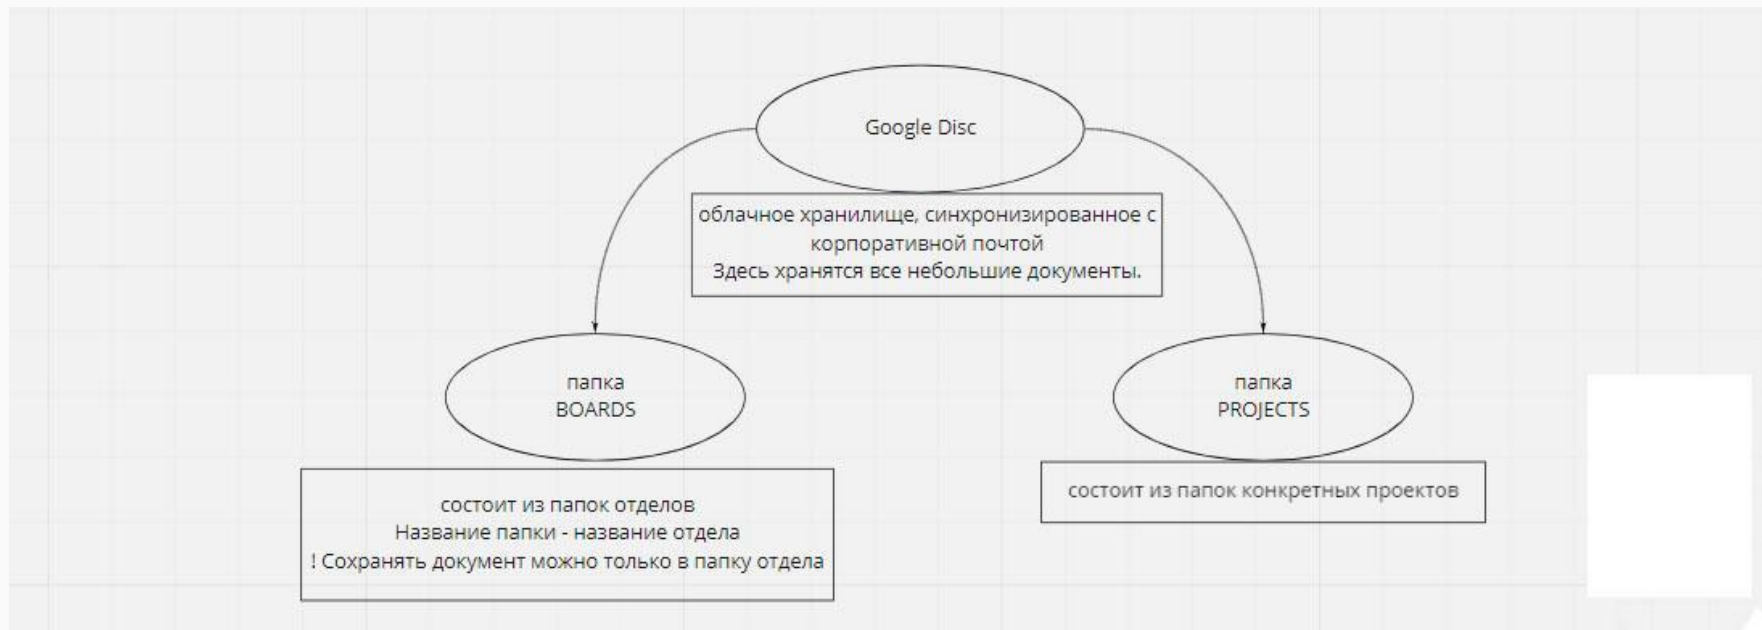 Google Disc
облачное хранилище, синхронизированное с
корпоративной почтой
Здесь хранятся все небольшие документы.
папка
BOARDS
папка
PROJECTS
состоит из папок отделов
Название папки - название отдела
! Сохранять документ можно только в папку отдела
состоит из папок конкретных проектов